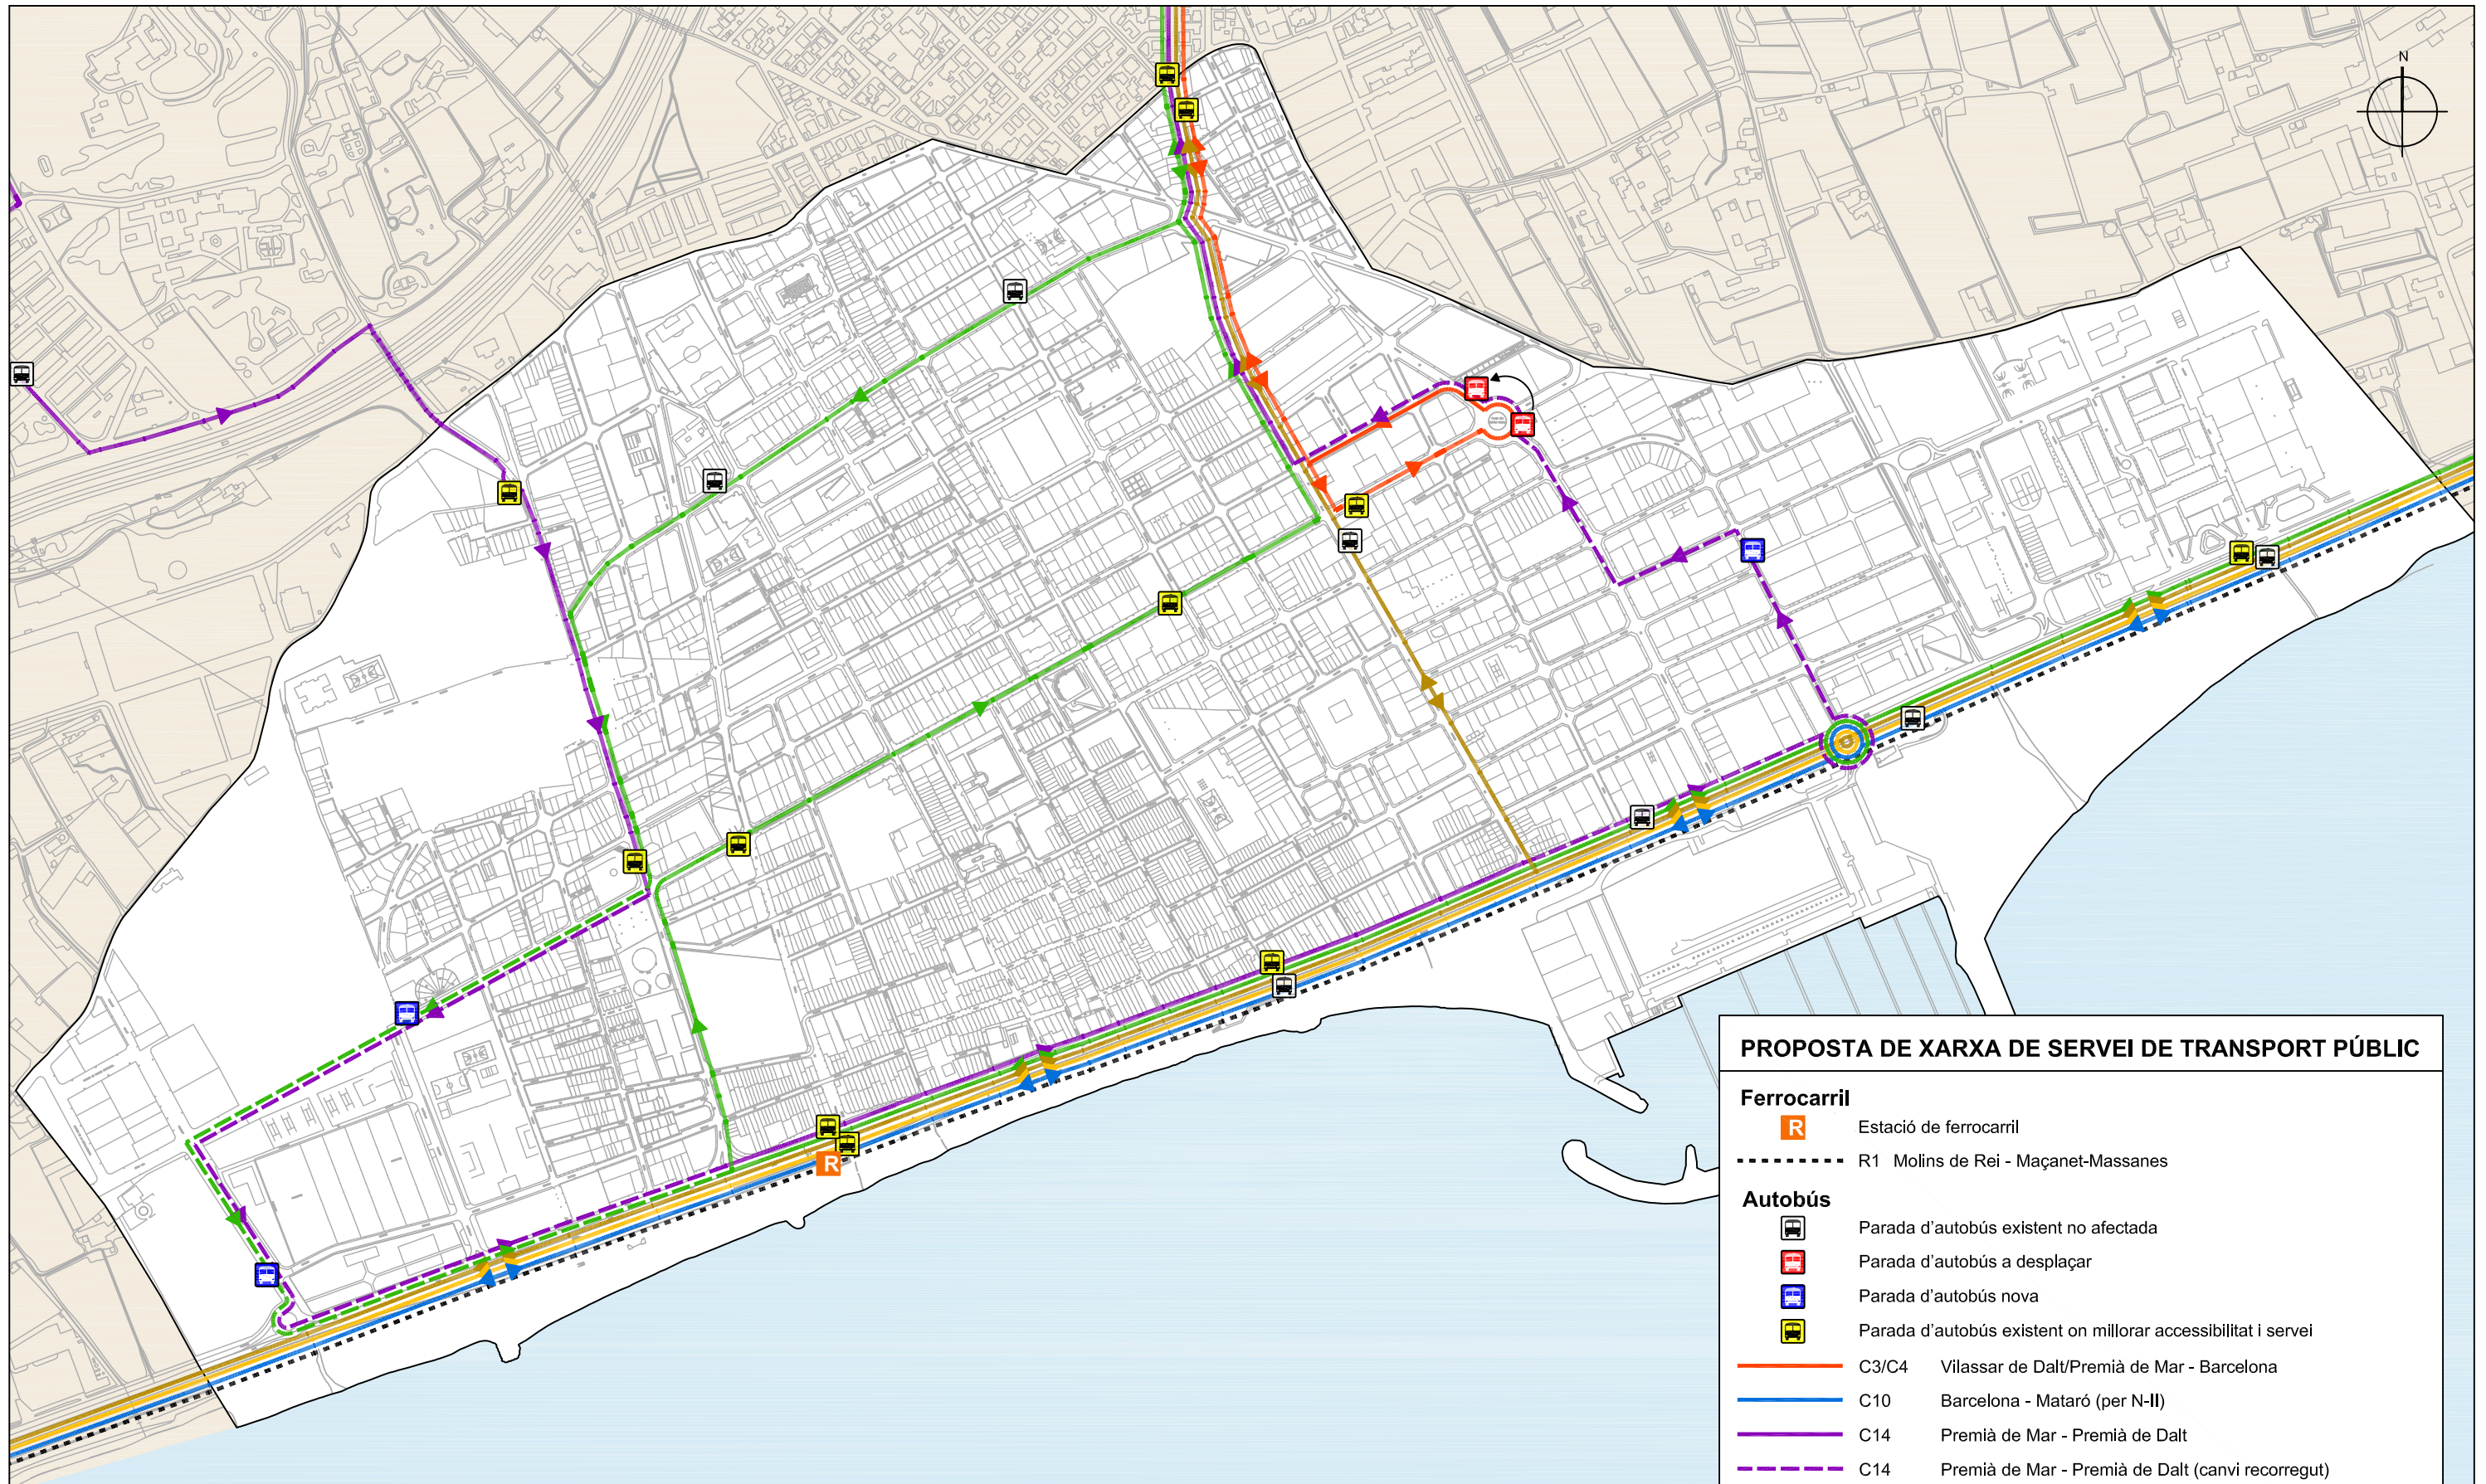 N
R
PROPOSTA DE XARXA DE SERVEI DE TRANSPORT PÚBLIC
Ferrocarril
R Estació de ferrocarril
R1 Molins de Rei - Maçanet-Massanes
Autobús
Parada d'autobús existent no afectada
Parada d'autobús a desplaçar
Parada d'autobús nova
Parada d'autobús existent on millorar accessibilitat i servei
C3/C4 Vilassar de Dalt/Premià de Mar - Barcelona
C10 Barcelona - Mataró (per N-II)
C14 Premià de Mar - Premià de Dalt
C14 Premià de Mar - Premià de Dalt (canvi recorregut)